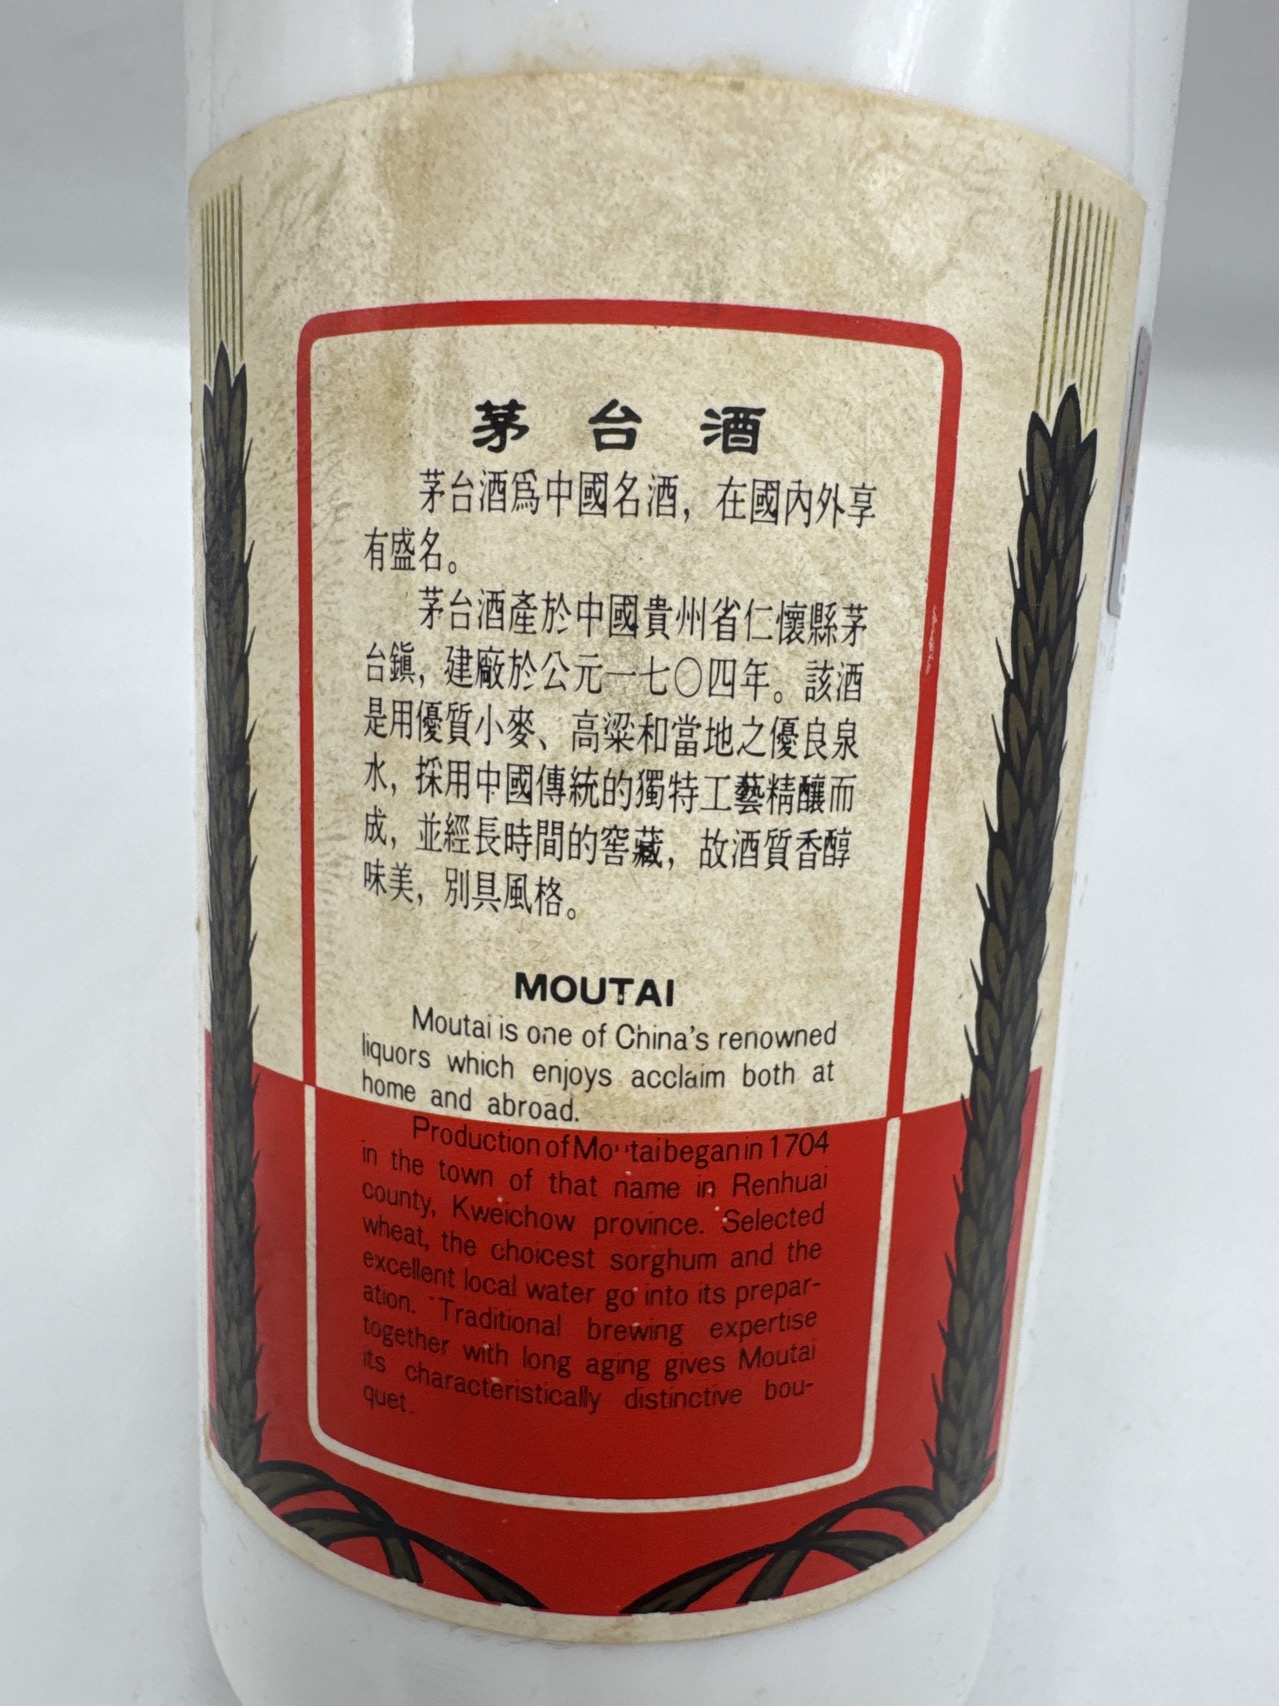 茅台酒
茅台酒爲中國名酒，在國內外享
有盛名。
茅台酒產於中國貴州省仁懷縣茅
台鎭，建廠於公元一七〇四年。該酒
是用優質小麥、高粱和當地之優良泉
水，採用中國傳統的獨特工藝精釀而
成，並經長時間的窖藏，故酒質香醇
味美，別具風格。
MOUTAI
Moutai is one of China's renowned
liquors which enjoys acclaim both at
home and abroad.
Production of Moutai began in 1704
in the town of that name in Renhuai
county, Kweichow province. Selected
wheat, the choicest sorghum and the
excellent local water go into its prepar-
ation. Traditional brewing expertise
together with long aging gives Moutai
its characteristically distinctive bou-
quet.